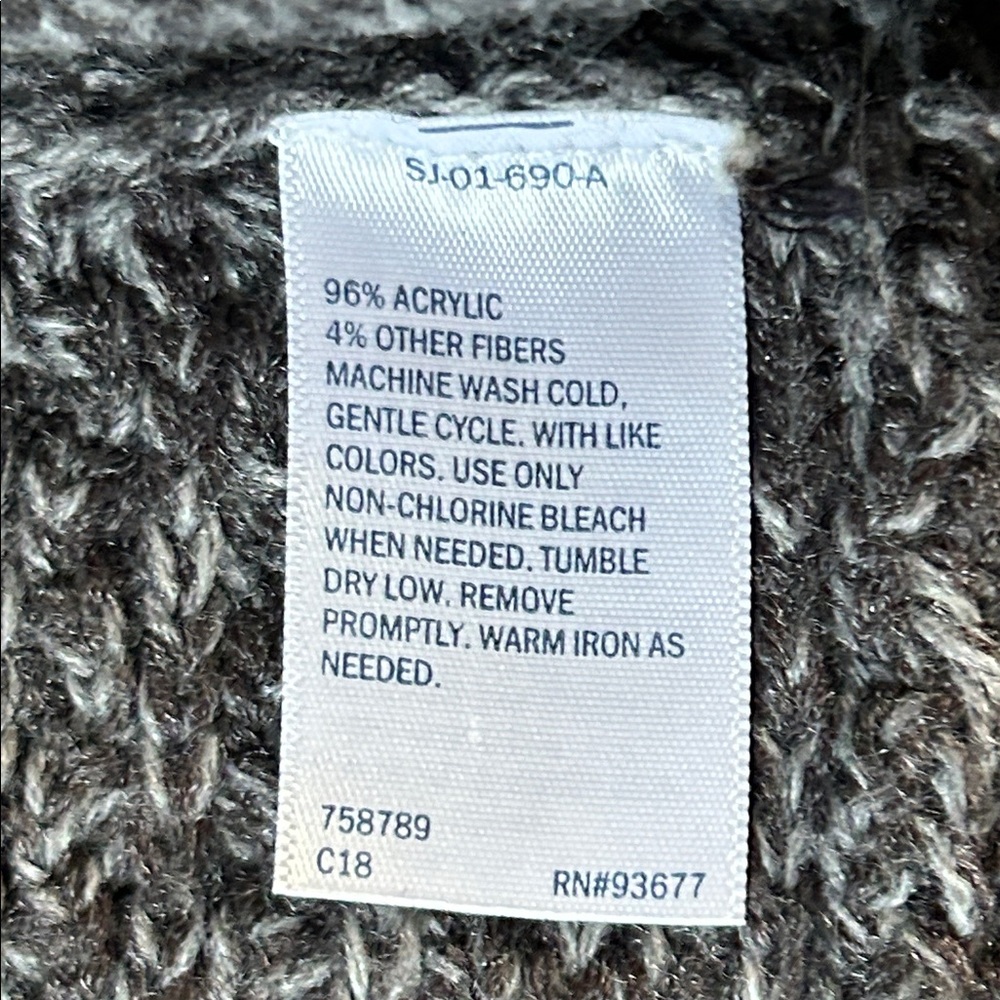 SJ-01-690-A
96% ACRYLIC
4% OTHER FIBERS
MACHINE WASH COLD,
GENTLE CYCLE. WITH LIKE
COLORS. USE ONLY
NON-CHLORINE BLEACH
WHEN NEEDED. TUMBLE
DRY LOW. REMOVE
PROMPTLY. WARM IRON AS
NEEDED.
758789
C18
RN#93677